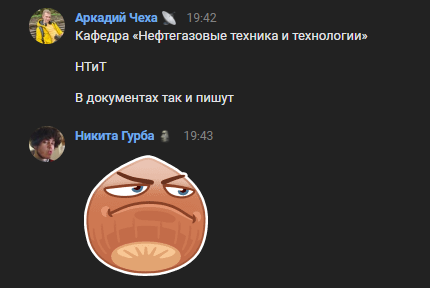 Аркадий Чеха 19:42
Кафедра «Нефтегазовые техника и технологии»
НТиТ
В документах так и пишут
Никита Гурба 19:43